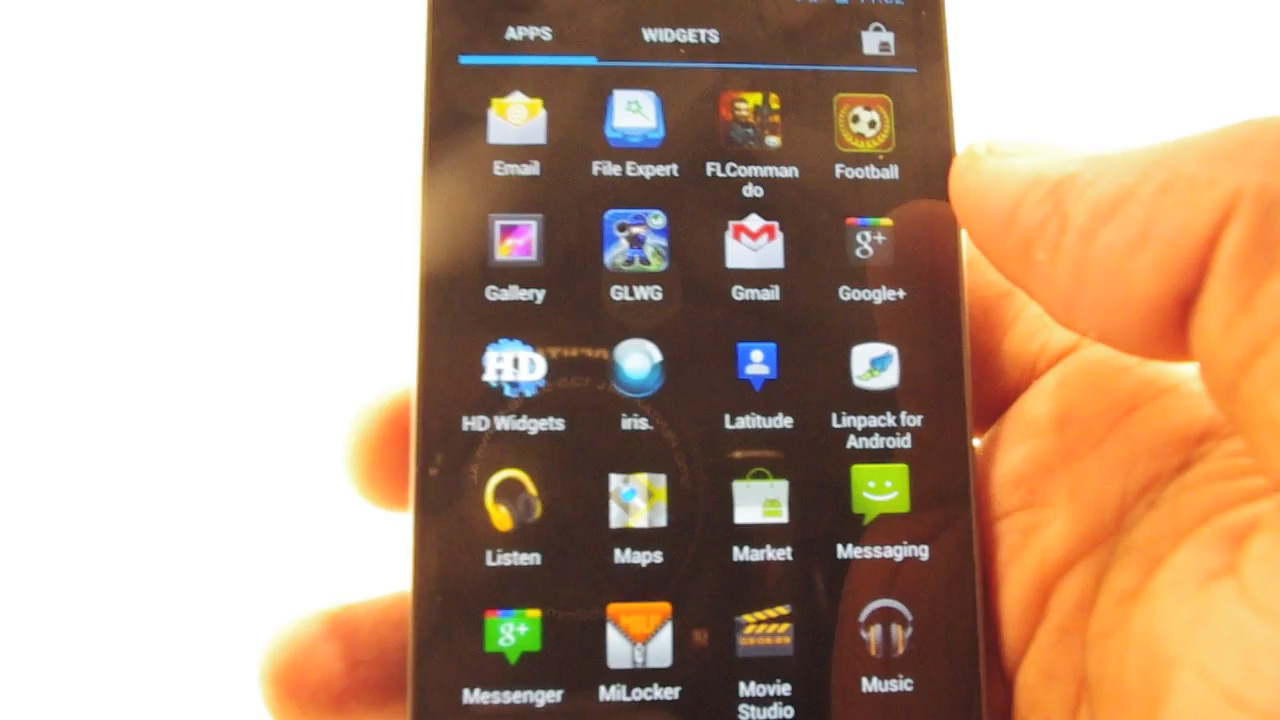 APPS WIDGETS
Email File Expert FLComman
do Football
Gallery GLWG Gmail Google+
g+
HD
HD Widgets iris. Latitude Linpack for
Android
Listen Maps Market Messaging
g+
Messenger MiLocker Movie
Studio Music